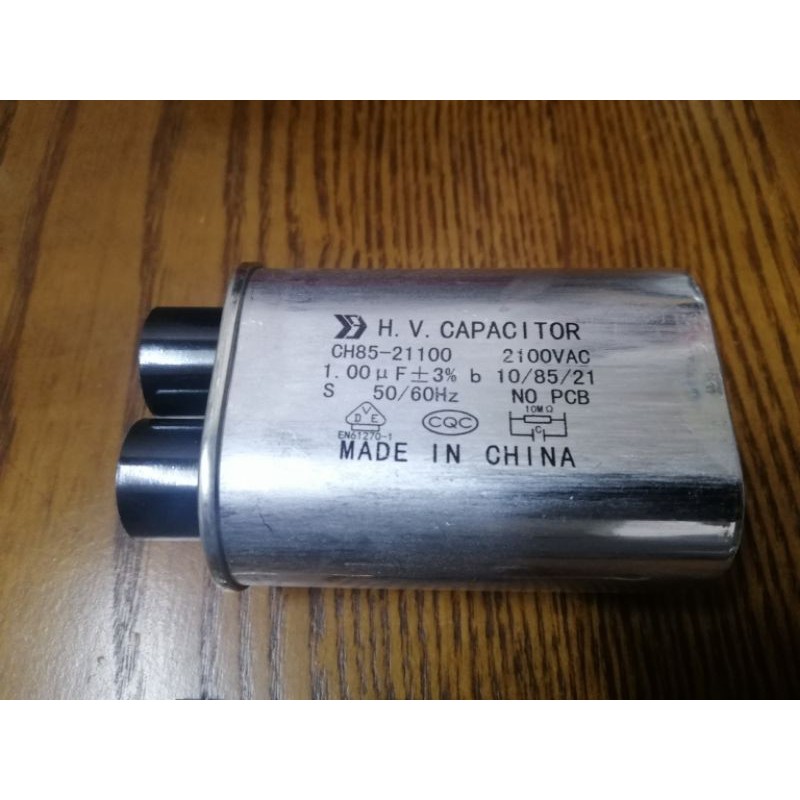 H. V. CAPACITOR
CH85-21100 2100VAC
1.00μF±3% b 10/85/21
S 50/60Hz NO PCB
10MΩ
V
D E
CQC
C
EN61270-1
MADE IN CHINA